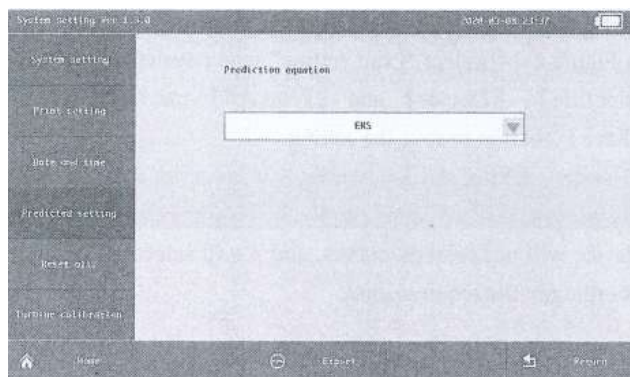 System setting Ver 1.3.0
2020-03-08 23:37
System setting
Print setting
Date and time
Predicted setting
Reset all
Turbine calibration
Prediction equation
ERS
Home
Export
Return